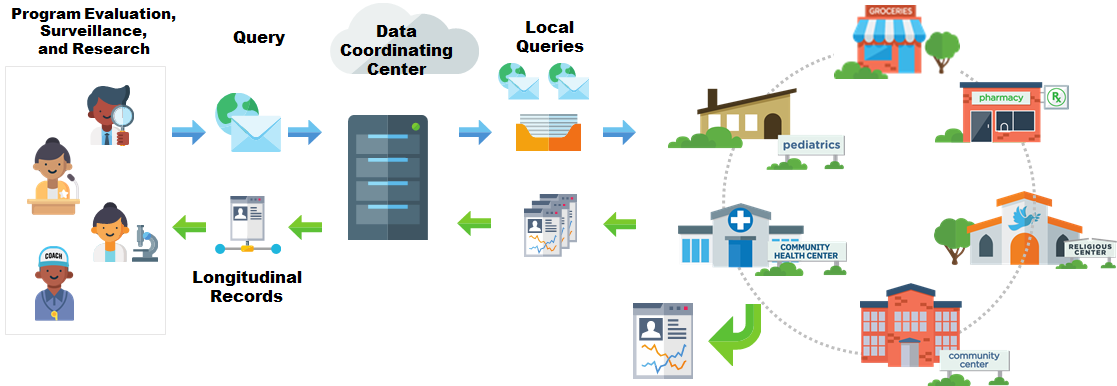 Program Evaluation,
Surveillance,
and Research
Query
Data
Coordinating
Center
Local
Queries
GROCERIES
pharmacy
Rx
pediatrics
COMMUNITY
HEALTH CENTER
RELIGIOUS
CENTER
COACH
Longitudinal
Records
community
center